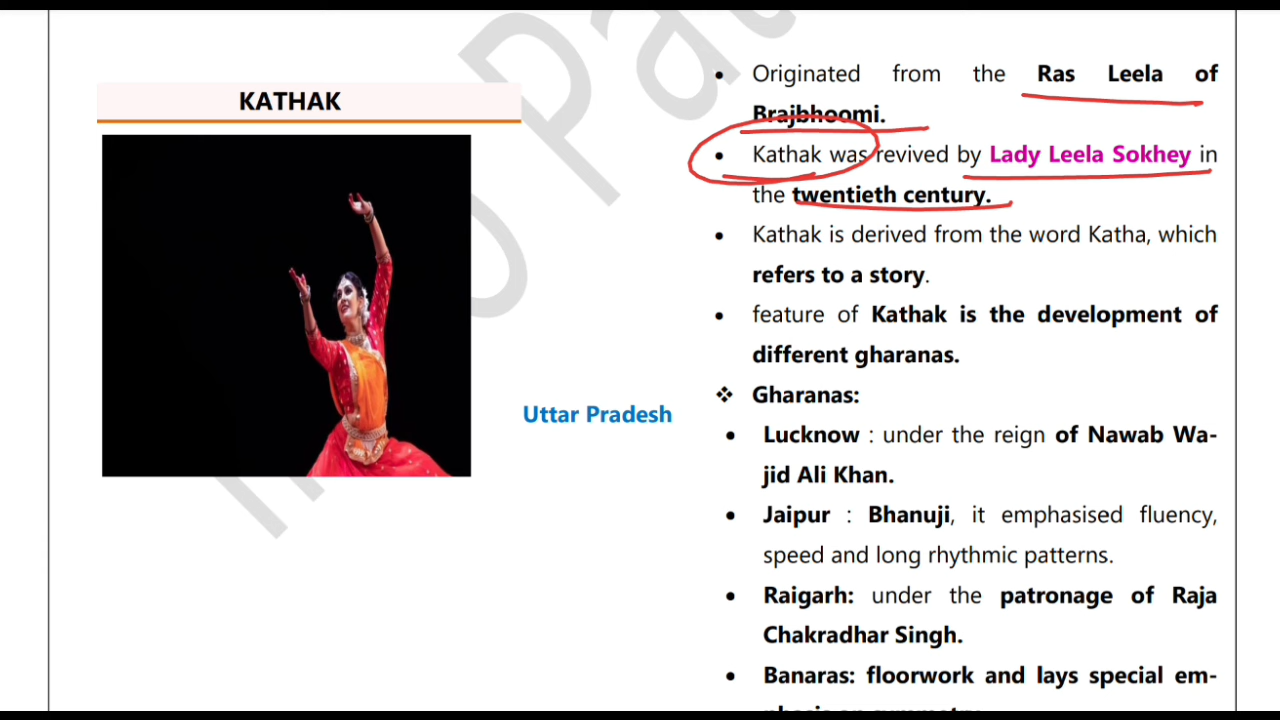 KATHAK
Uttar Pradesh
• Originated from the Ras Leela of
Brajbhoomi.
• Kathak was revived by Lady Leela Sokhey in
the twentieth century.
• Kathak is derived from the word Katha, which
refers to a story.
• feature of Kathak is the development of
different gharanas.
❖ Gharanas:
• Lucknow : under the reign of Nawab Wa-
jid Ali Khan.
• Jaipur : Bhanuji, it emphasised fluency,
speed and long rhythmic patterns.
• Raigarh: under the patronage of Raja
Chakradhar Singh.
• Banaras: floorwork and lays special em-
phasis on symmetry.